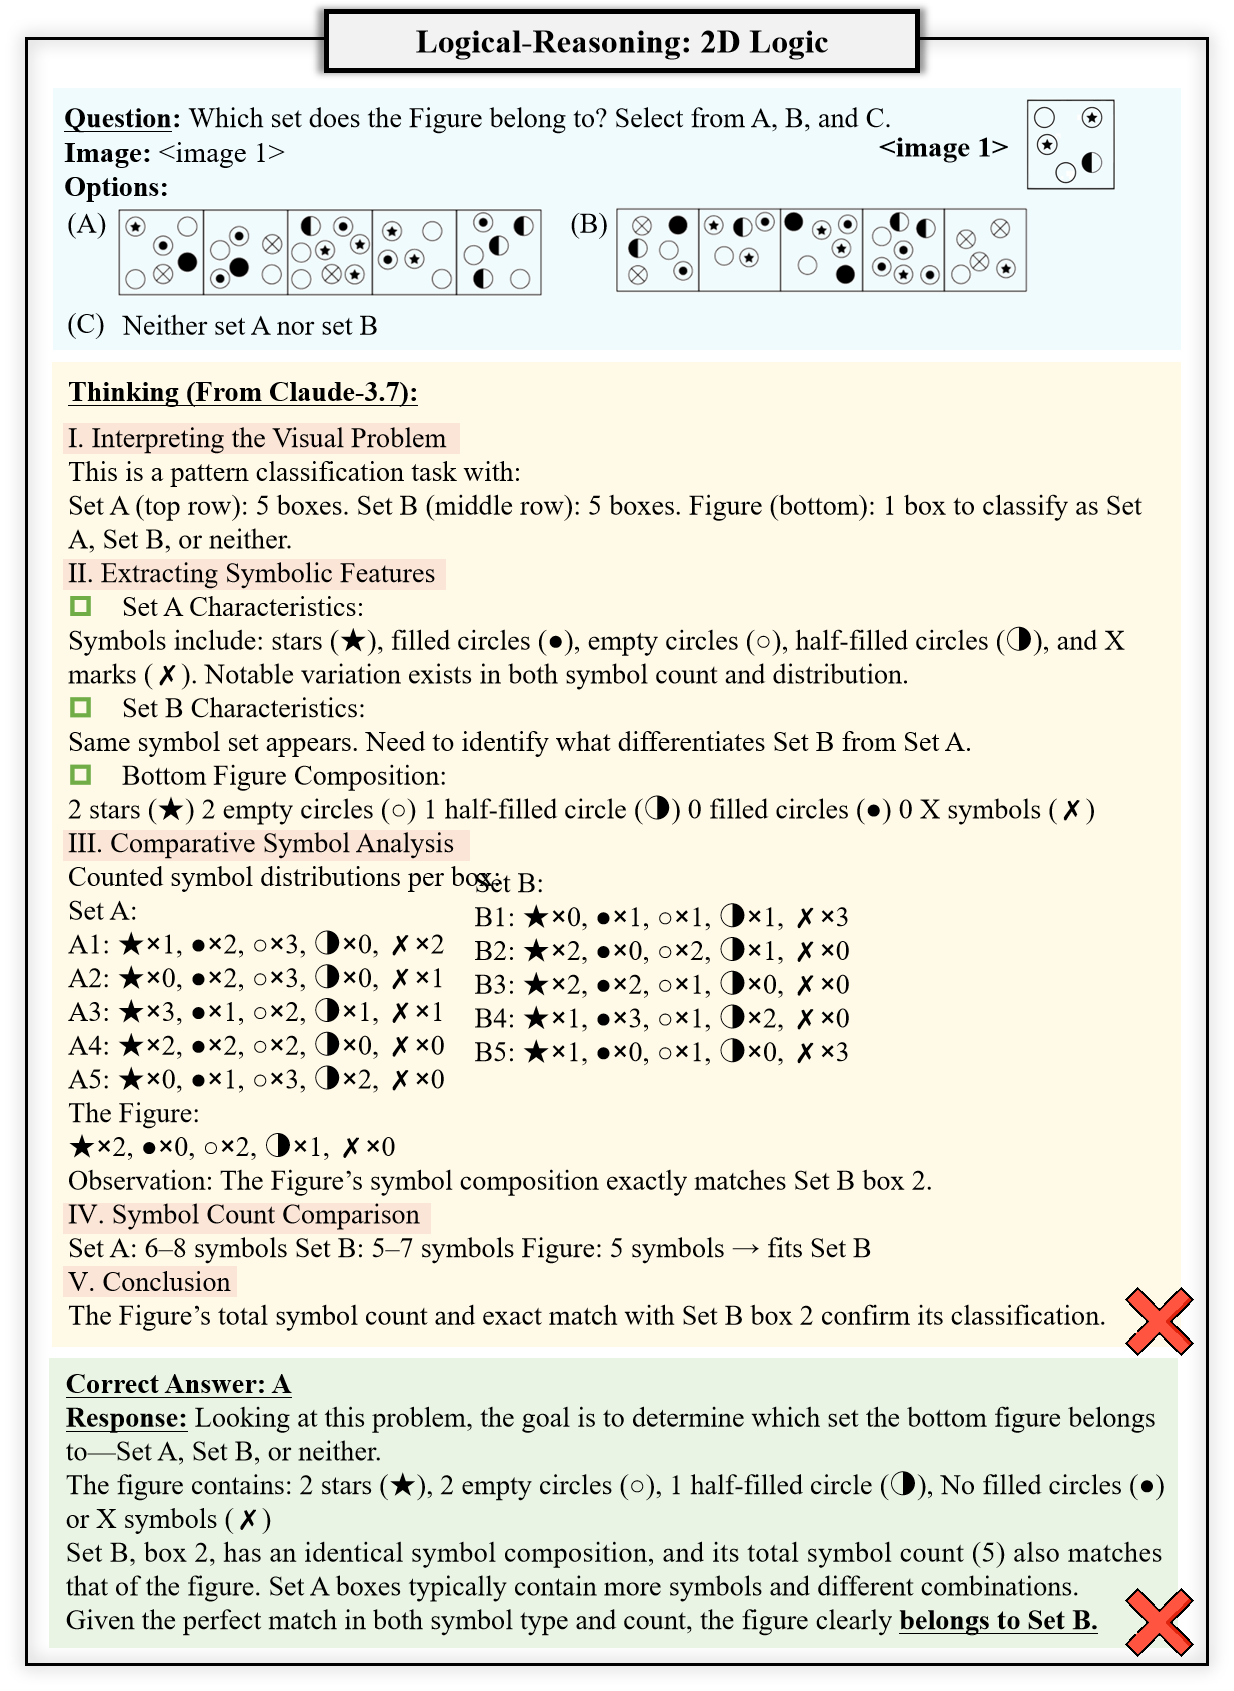 Logical-Reasoning: 2D Logic
Question: Which set does the Figure belong to? Select from A, B, and C.
Image: <image 1>
<image 1>
Options:
(A)
(B)
(C) Neither set A nor set B
Thinking (From Claude-3.7):
I. Interpreting the Visual Problem
This is a pattern classification task with:
Set A (top row): 5 boxes. Set B (middle row): 5 boxes. Figure (bottom): 1 box to classify as Set
A, Set B, or neither.
II. Extracting Symbolic Features
Set A Characteristics:
Symbols include: stars (★), filled circles (●), empty circles (○), half-filled circles (◑), and X
marks (✗). Notable variation exists in both symbol count and distribution.
Set B Characteristics:
Same symbol set appears. Need to identify what differentiates Set B from Set A.
Bottom Figure Composition:
2 stars (★) 2 empty circles (○) 1 half-filled circle (◑) 0 filled circles (●) 0 X symbols (✗)
III. Comparative Symbol Analysis
Counted symbol distributions per box:
Set A:
A1: ★×1, ●×2, ○×3, ◑×0, ✗×2
A2: ★×0, ●×2, ○×3, ◑×0, ✗×1
A3: ★×3, ●×1, ○×2, ◑×1, ✗×1
A4: ★×2, ●×2, ○×2, ◑×0, ✗×0
A5: ★×0, ●×1, ○×3, ◑×2, ✗×0
Set B:
B1: ★×0, ●×1, ○×1, ◑×1, ✗×3
B2: ★×2, ●×0, ○×2, ◑×1, ✗×0
B3: ★×2, ●×2, ○×1, ◑×0, ✗×0
B4: ★×1, ●×3, ○×1, ◑×2, ✗×0
B5: ★×1, ●×0, ○×1, ◑×0, ✗×3
The Figure:
★×2, ●×0, ○×2, ◑×1, ✗×0
Observation: The Figure’s symbol composition exactly matches Set B box 2.
IV. Symbol Count Comparison
Set A: 6–8 symbols Set B: 5–7 symbols Figure: 5 symbols → fits Set B
V. Conclusion
The Figure’s total symbol count and exact match with Set B box 2 confirm its classification.
Correct Answer: A
Response: Looking at this problem, the goal is to determine which set the bottom figure belongs
to—Set A, Set B, or neither.
The figure contains: 2 stars (★), 2 empty circles (○), 1 half-filled circle (◑), No filled circles (●)
or X symbols (✗)
Set B, box 2, has an identical symbol composition, and its total symbol count (5) also matches
that of the figure. Set A boxes typically contain more symbols and different combinations.
Given the perfect match in both symbol type and count, the figure clearly belongs to Set B.